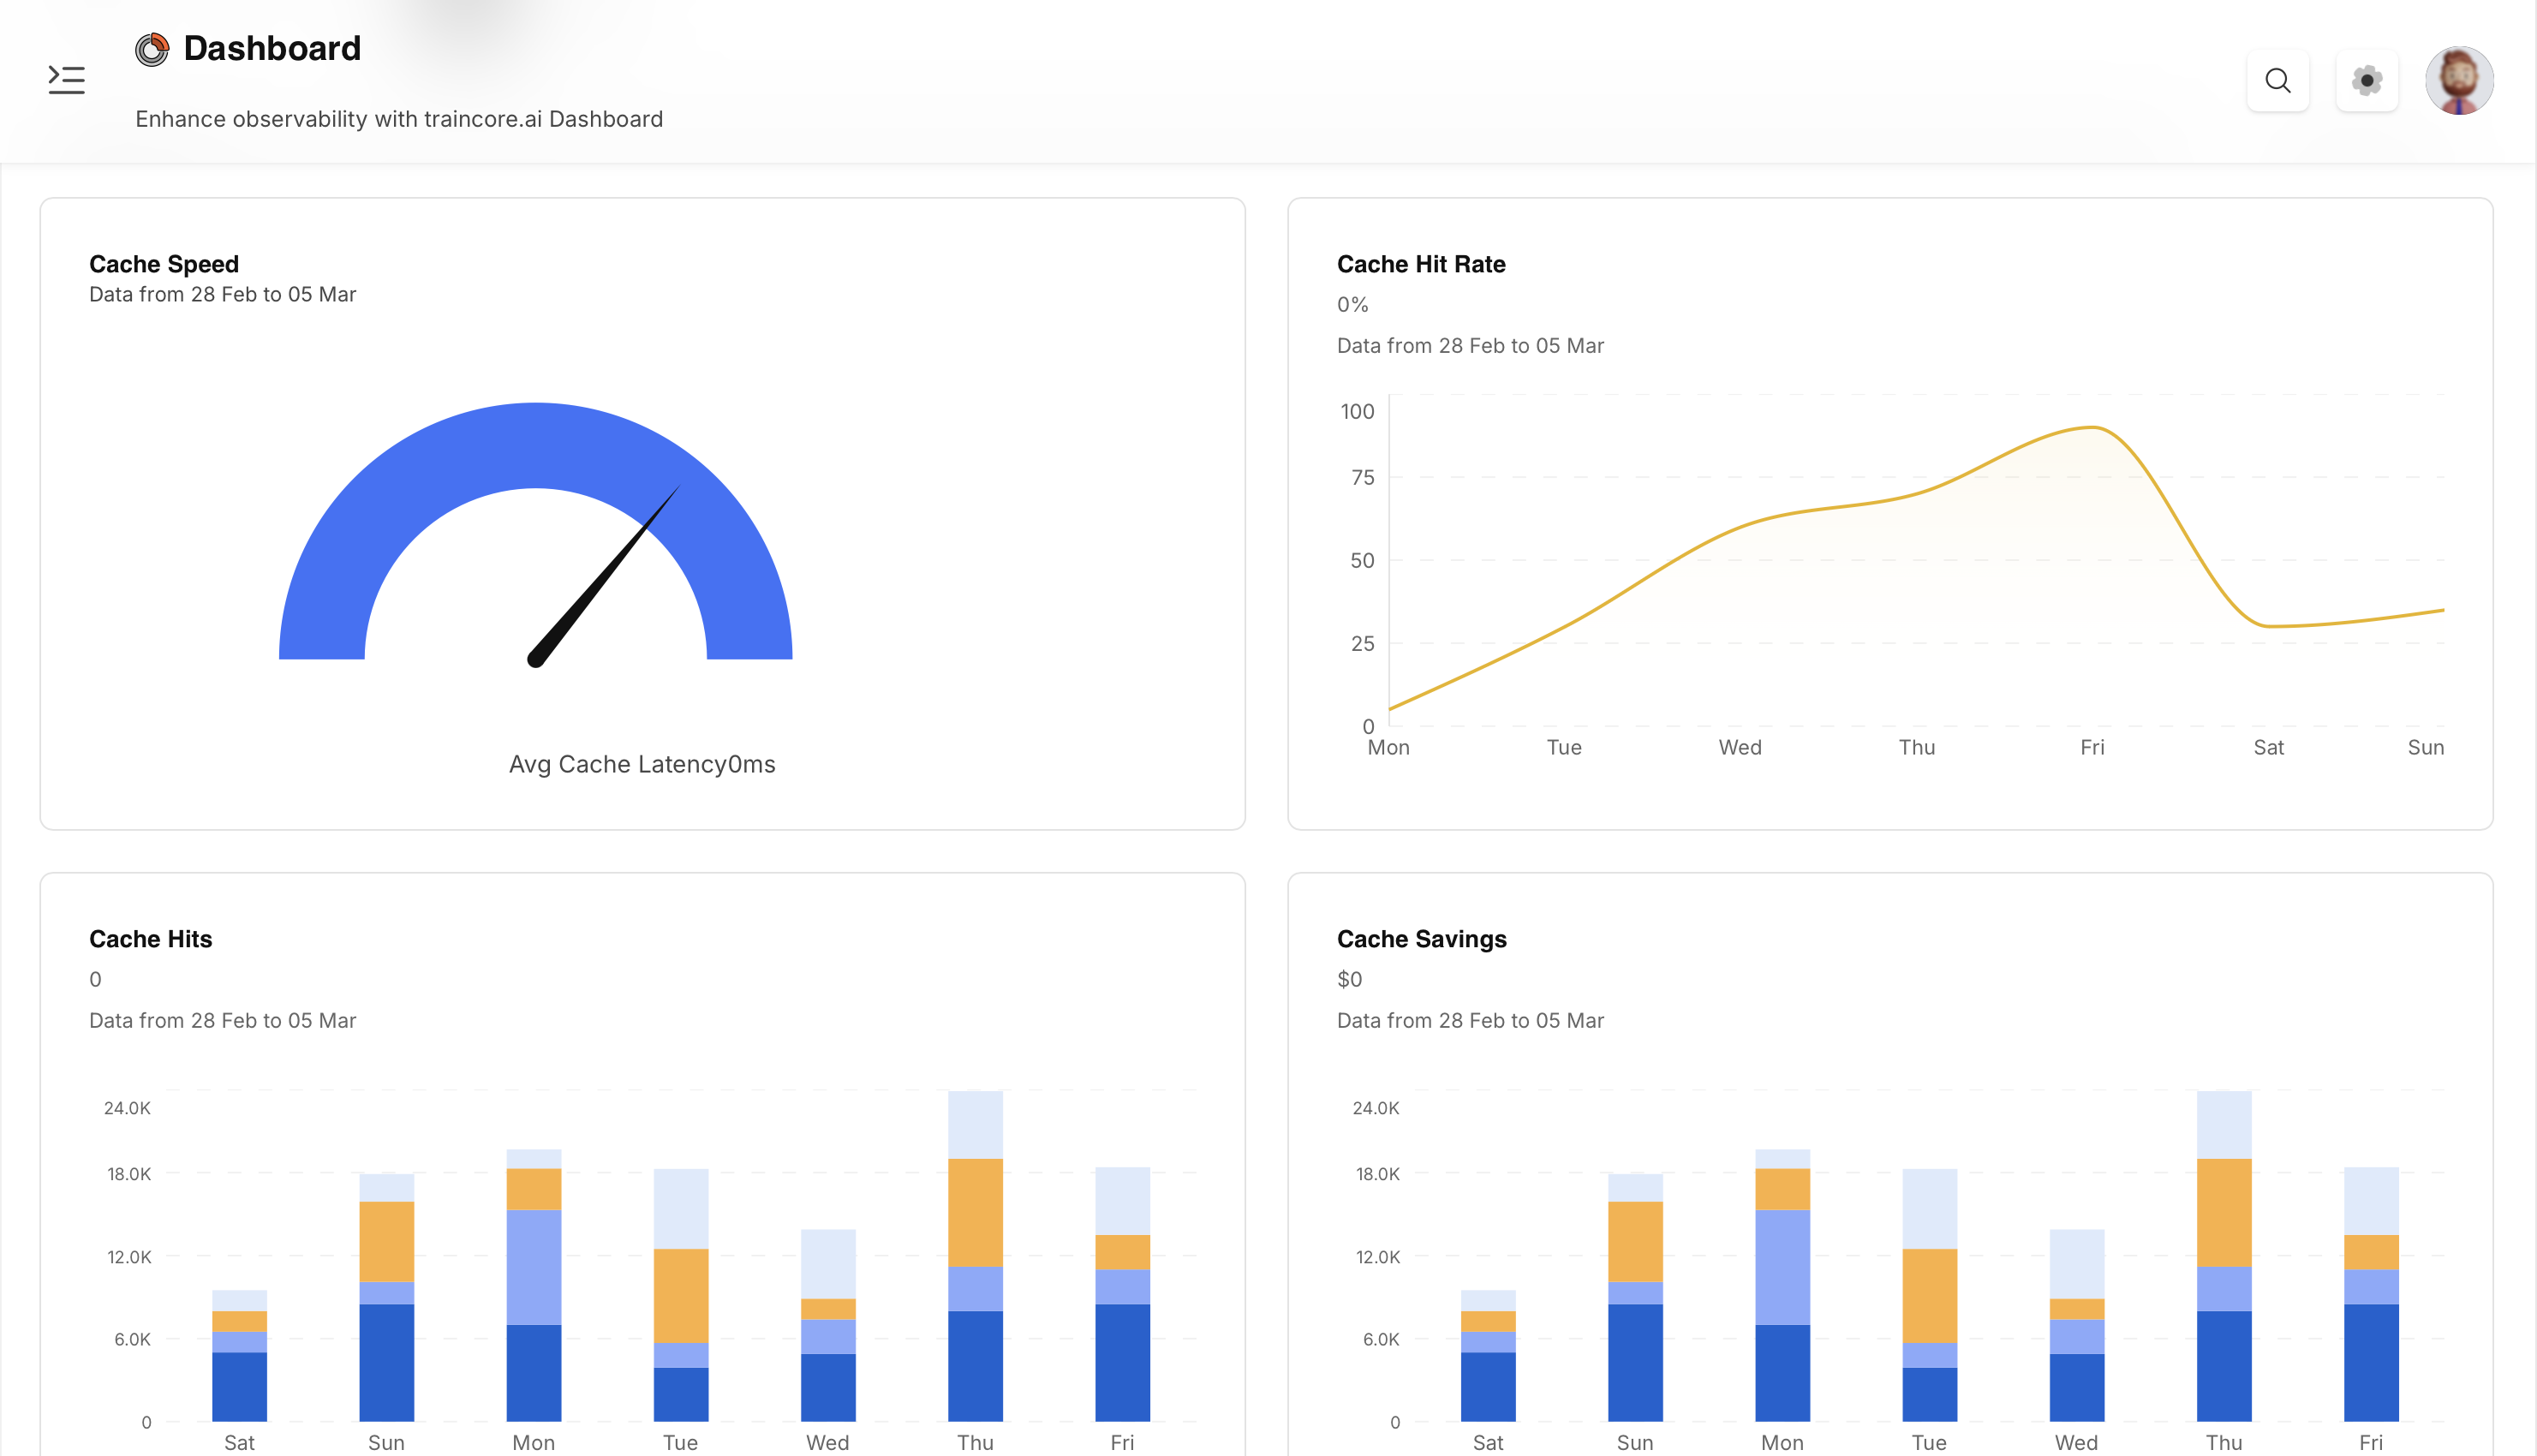 Dashboard
Enhance observability with traincore.ai Dashboard
Cache Speed
Data from 28 Feb to 05 Mar
Avg Cache Latency0ms
Cache Hit Rate
0%
Data from 28 Feb to 05 Mar
100
75
50
25
0
Mon Tue Wed Thu Fri Sat Sun
Cache Hits
0
Data from 28 Feb to 05 Mar
24.0K
18.0K
12.0K
6.0K
0
Sat Sun Mon Tue Wed Thu Fri
Cache Savings
$0
Data from 28 Feb to 05 Mar
24.0K
18.0K
12.0K
6.0K
0
Sat Sun Mon Tue Wed Thu Fri